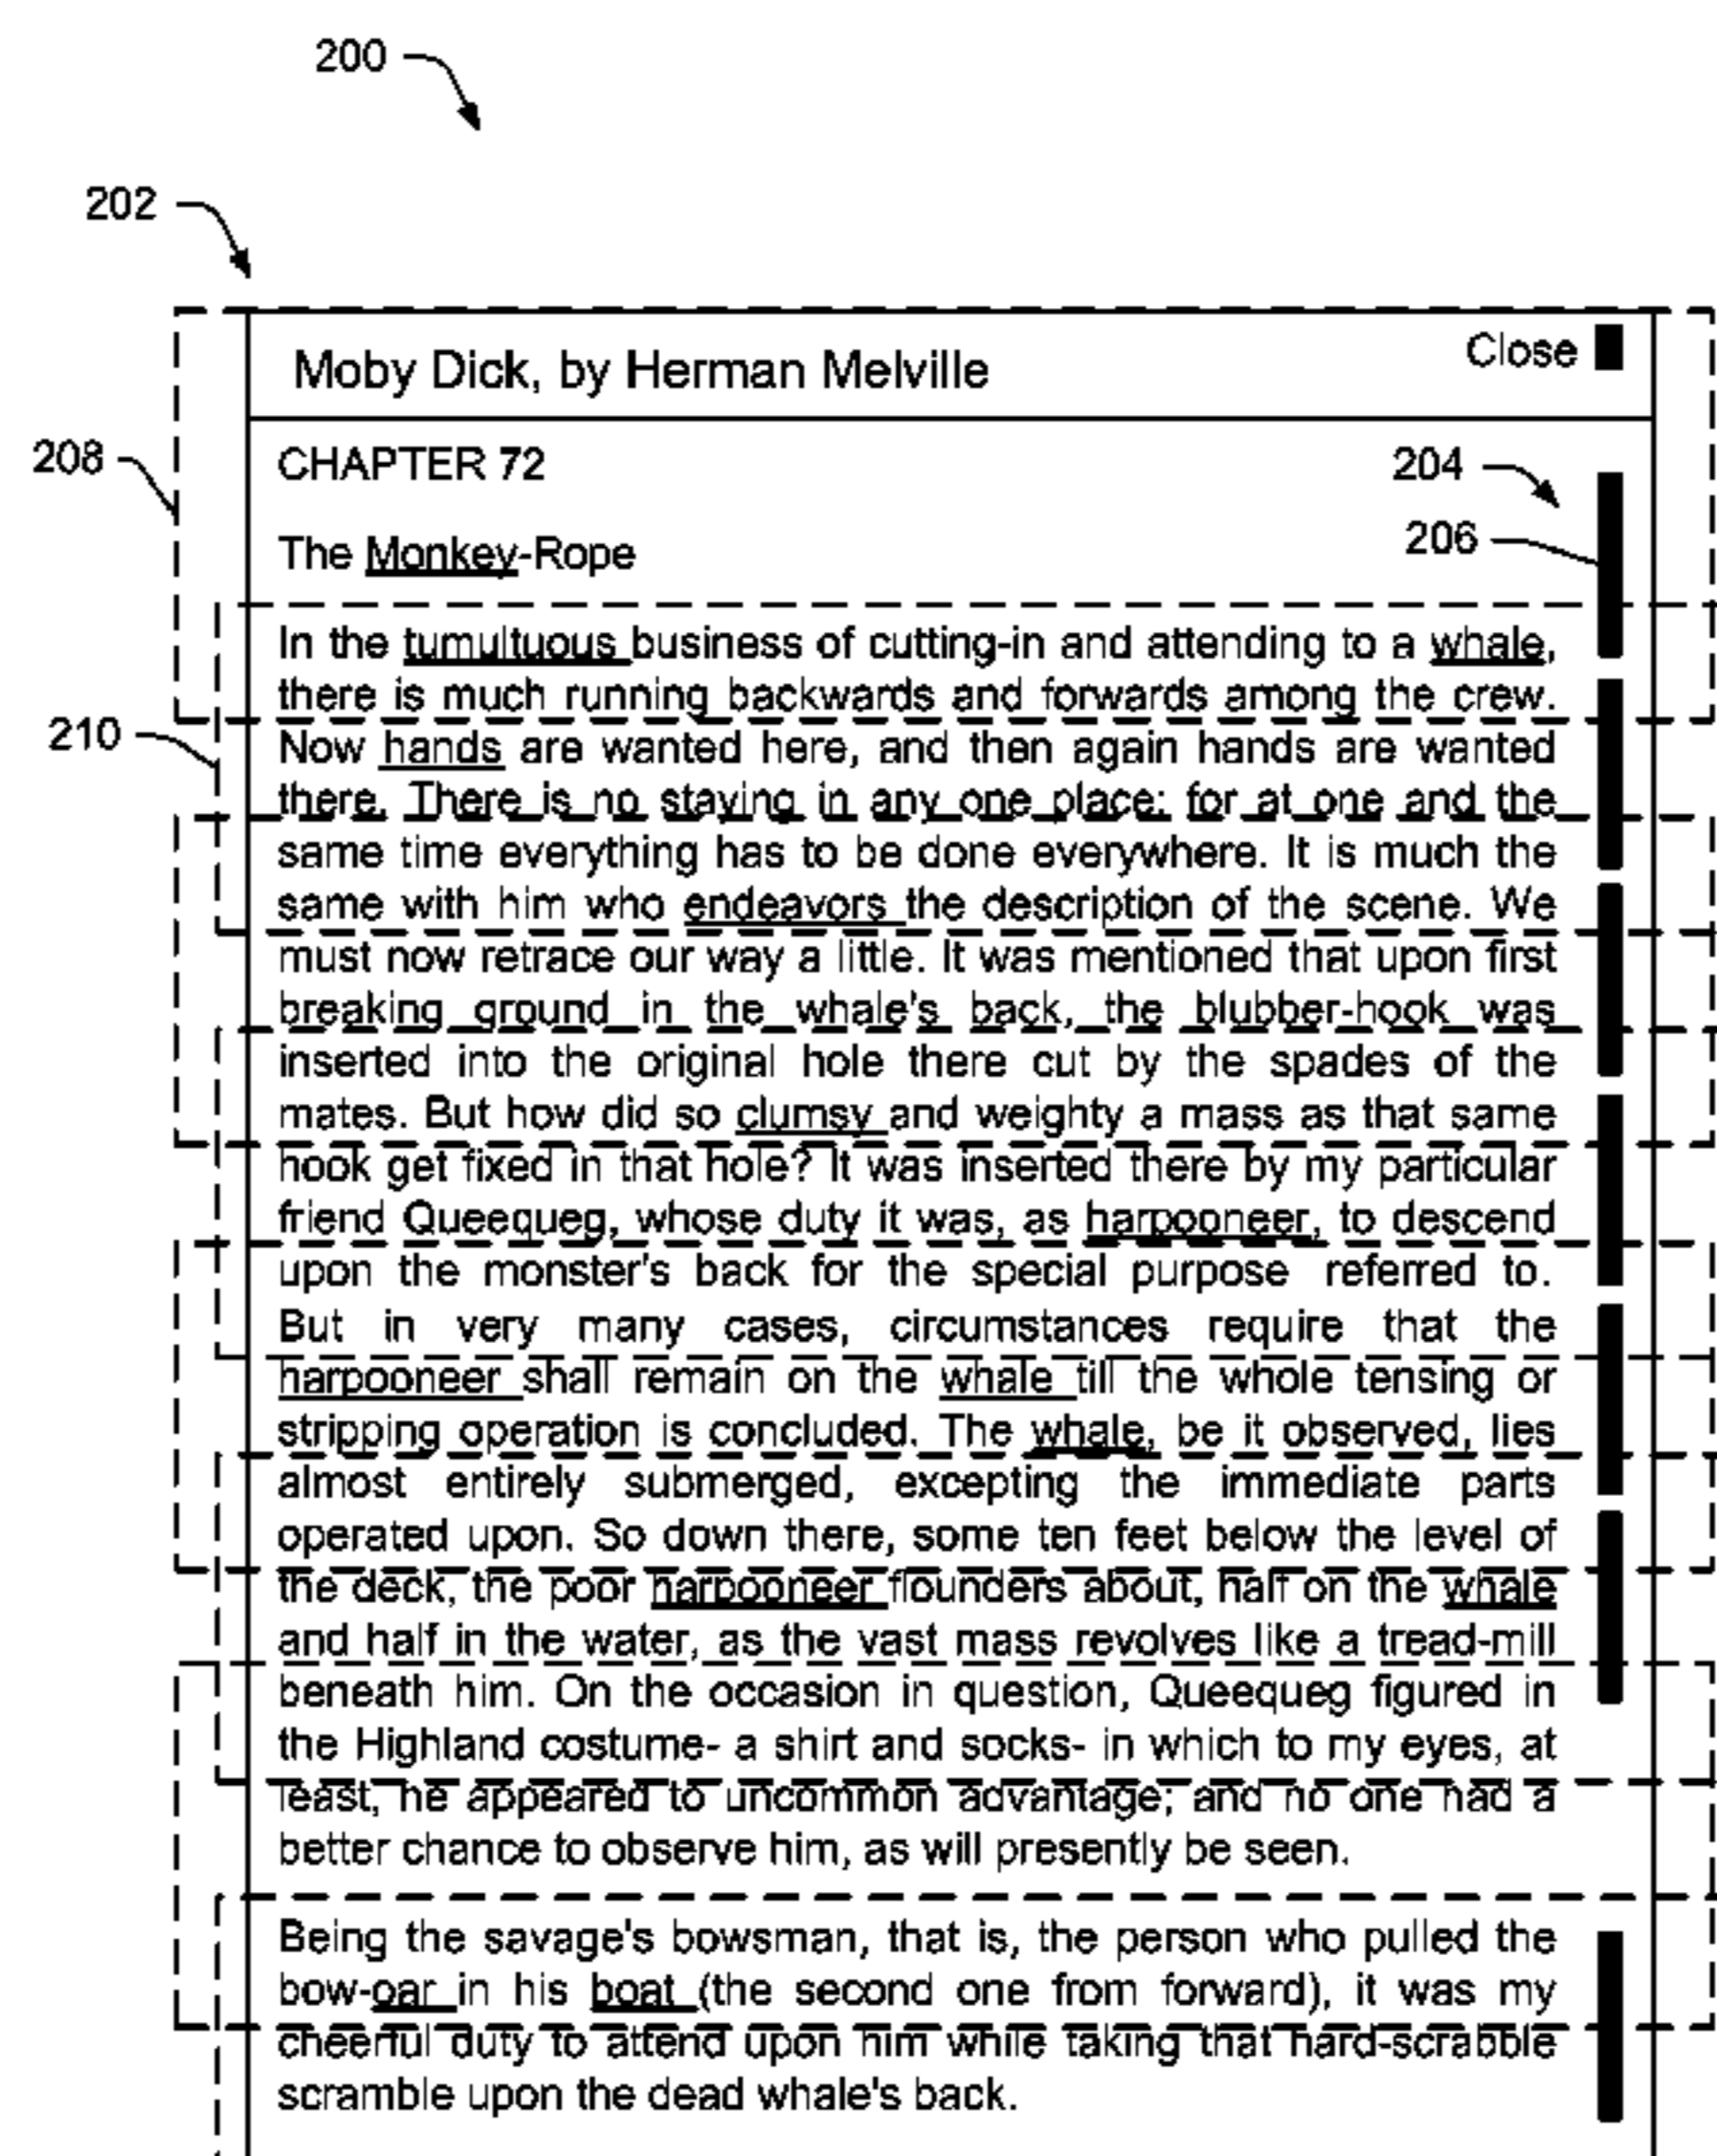 200
202
Moby Dick, by Herman Melville
Close
208
CHAPTER 72
204
206
The Monkey-Rope
In the tumultuous business of cutting-in and attending to a whale,
there is much running backwards and forwards among the crew.
210
Now hands are wanted here, and then again hands are wanted
there. There is no staying in any one place; for at one and the
same time everything has to be done everywhere. It is much the
same with him who endeavors the description of the scene. We
must now retrace our way a little. It was mentioned that upon first
breaking ground in the whale's back, the blubber-hook was
inserted into the original hole there cut by the spades of the
mates. But how did so clumsy and weighty a mass as that same
hook get fixed in that hole? It was inserted there by my particular
friend Queequeg, whose duty it was, as harpooneer, to descend
upon the monster's back for the special purpose referred to.
But in very many cases, circumstances require that the
harpooneer shall remain on the whale till the whole tensing or
stripping operation is concluded. The whale, be it observed, lies
almost entirely submerged, excepting the immediate parts
operated upon. So down there, some ten feet below the level of
the deck, the poor harpooneer flounders about, half on the whale
and half in the water, as the vast mass revolves like a tread-mill
beneath him. On the occasion in question, Queequeg figured in
the Highland costume- a shirt and socks- in which to my eyes, at
least, he appeared to uncommon advantage; and no one had a
better chance to observe him, as will presently be seen.
Being the savage's bowsman, that is, the person who pulled the
bow-oar in his boat (the second one from forward), it was my
cheerful duty to attend upon him while taking that hard-scrabble
scramble upon the dead whale's back.